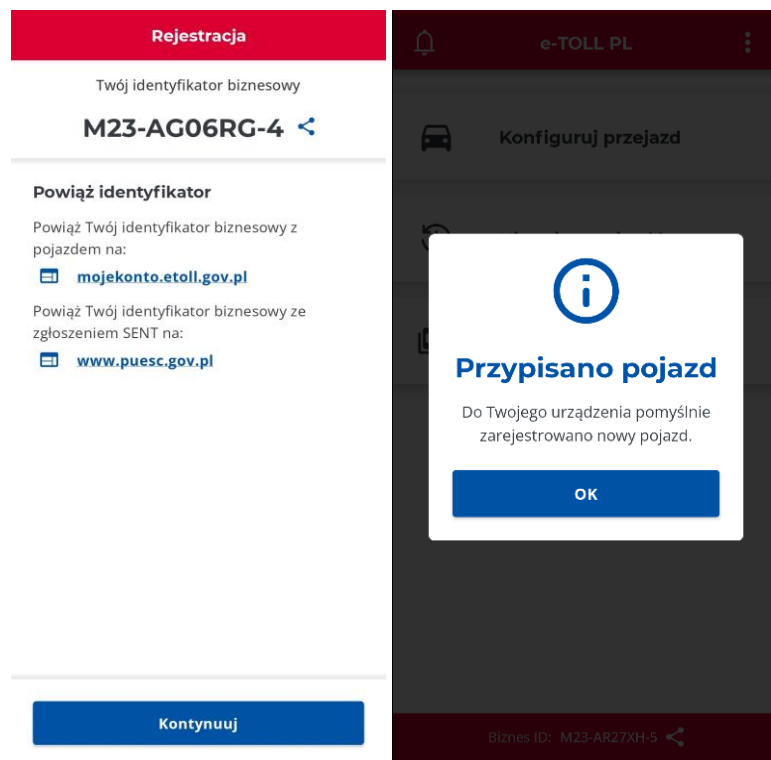 Rejestracja
Twój identyfikator biznesowy
M23-AG06RG-4
Powiąż identyfikator
Powiąż Twój identyfikator biznesowy z
pojazdem na:
mojekonto.etoll.gov.pl
Powiąż Twój identyfikator biznesowy ze
zgłoszeniem SENT na:
www.puesc.gov.pl
Kontynuuj
e-TOLL PL
Konfiguruj przejazd
Przypisano pojazd
Do Twojego urządzenia pomyślnie
zarejestrowano nowy pojazd.
OK
Biznes ID: M23-AR27XH-5